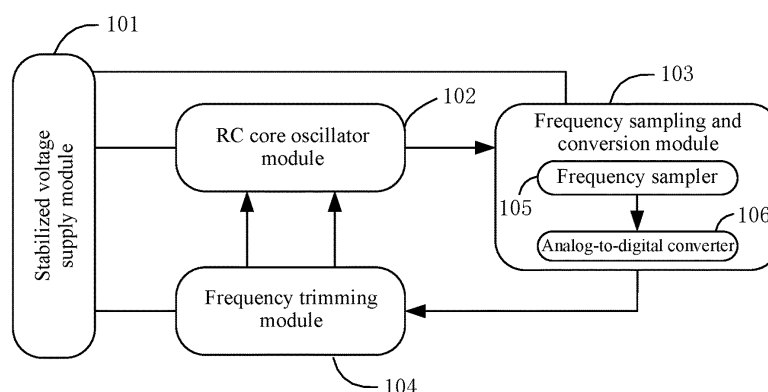 101
Stabilized voltage
supply module
RC core oscillator
module
102
103
Frequency sampling and
conversion module
Frequency sampler
105
106
Analog-to-digital converter
Frequency trimming
module
104